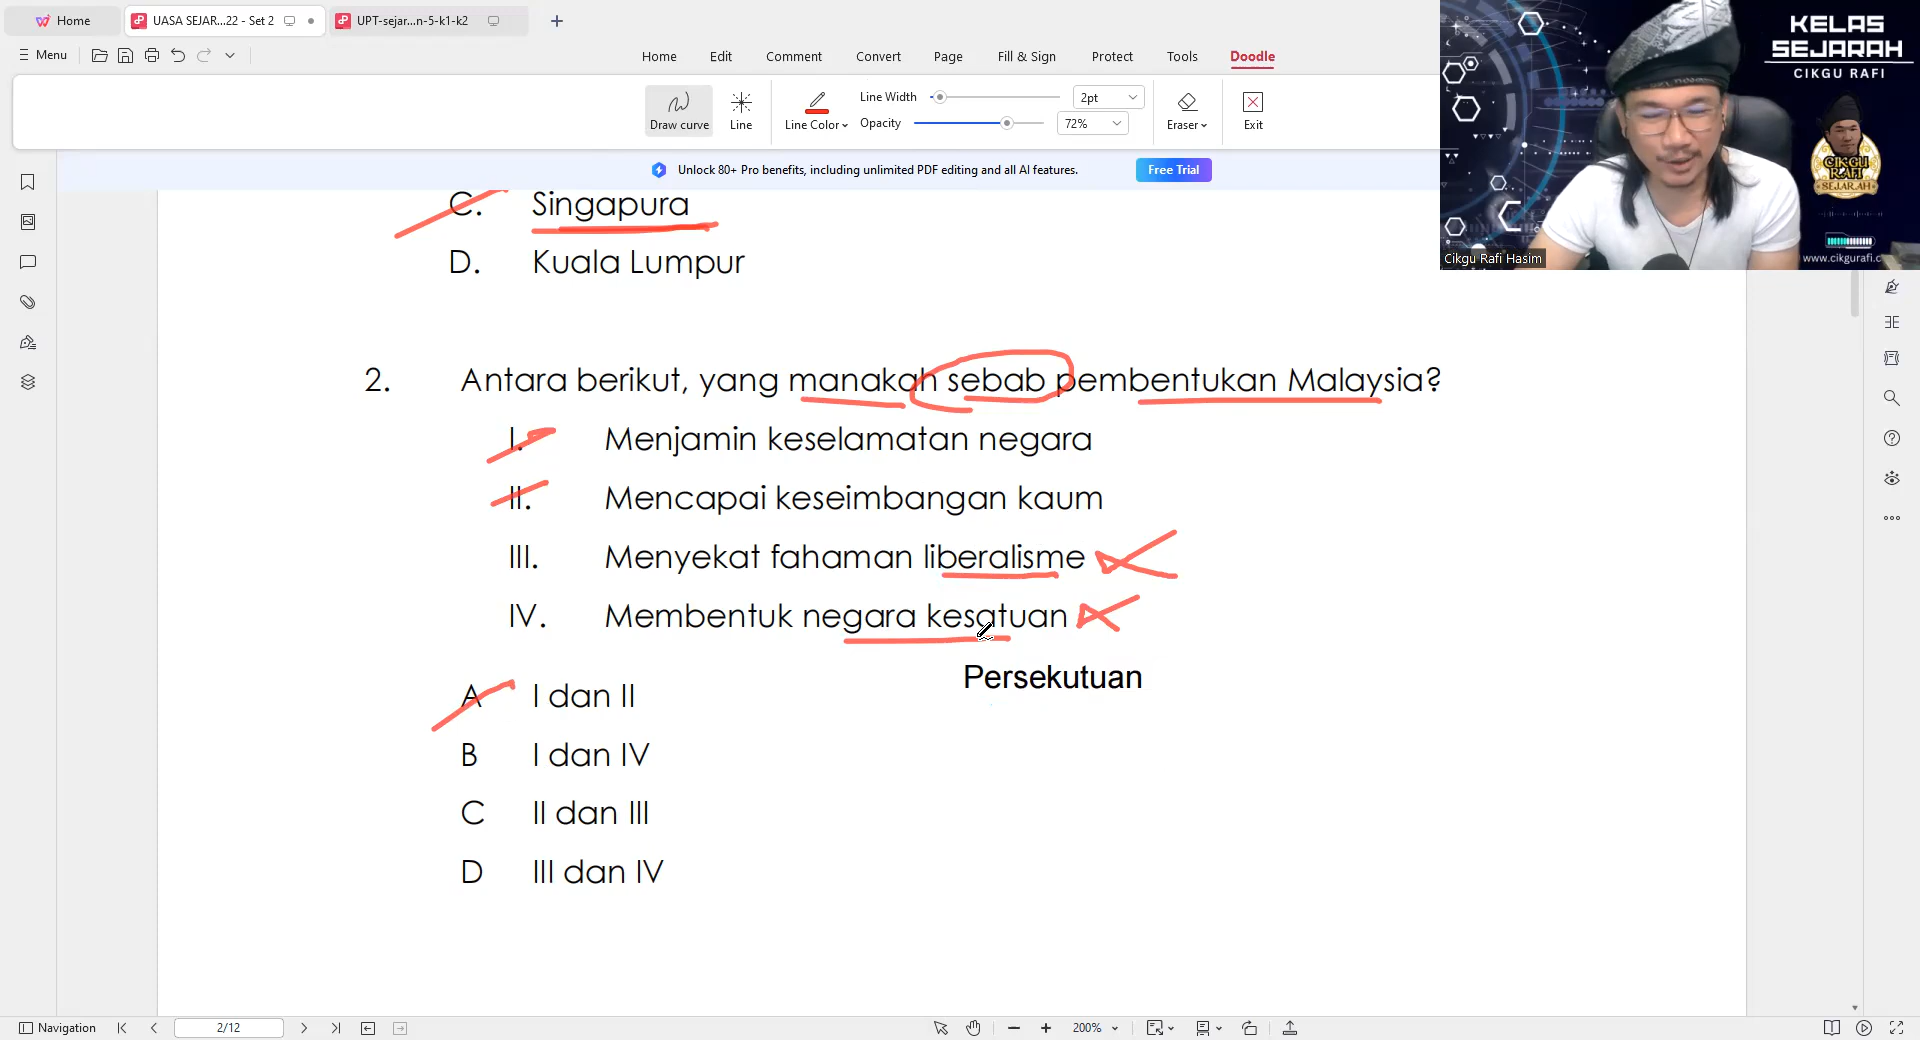 Home
UASA SEJAR...22 - Set 2
UPT-sejar...n-5-k1-k2
Menu
Home Edit Comment Convert Page Fill & Sign Protect Tools Doodle
Draw curve
Line
Line Color
Line Width 2pt
Opacity 72%
Eraser
Exit
Unlock 80+ Pro benefits, including unlimited PDF editing and all AI features.
Free Trial
KELAS
SEJARAH
CIKGU RAFI
CIKGU
RAFI
SEJARAH
www.cikgurafi.c
Cikgu Rafi Hasim
C. Singapura
D. Kuala Lumpur
2. Antara berikut, yang manakah sebab pembentukan Malaysia?
I. Menjamin keselamatan negara
II. Mencapai keseimbangan kaum
III. Menyekat fahaman liberalisme
IV. Membentuk negara kesatuan
Persekutuan
A I dan II
B I dan IV
C II dan III
D III dan IV
Navigation
2/12
200%